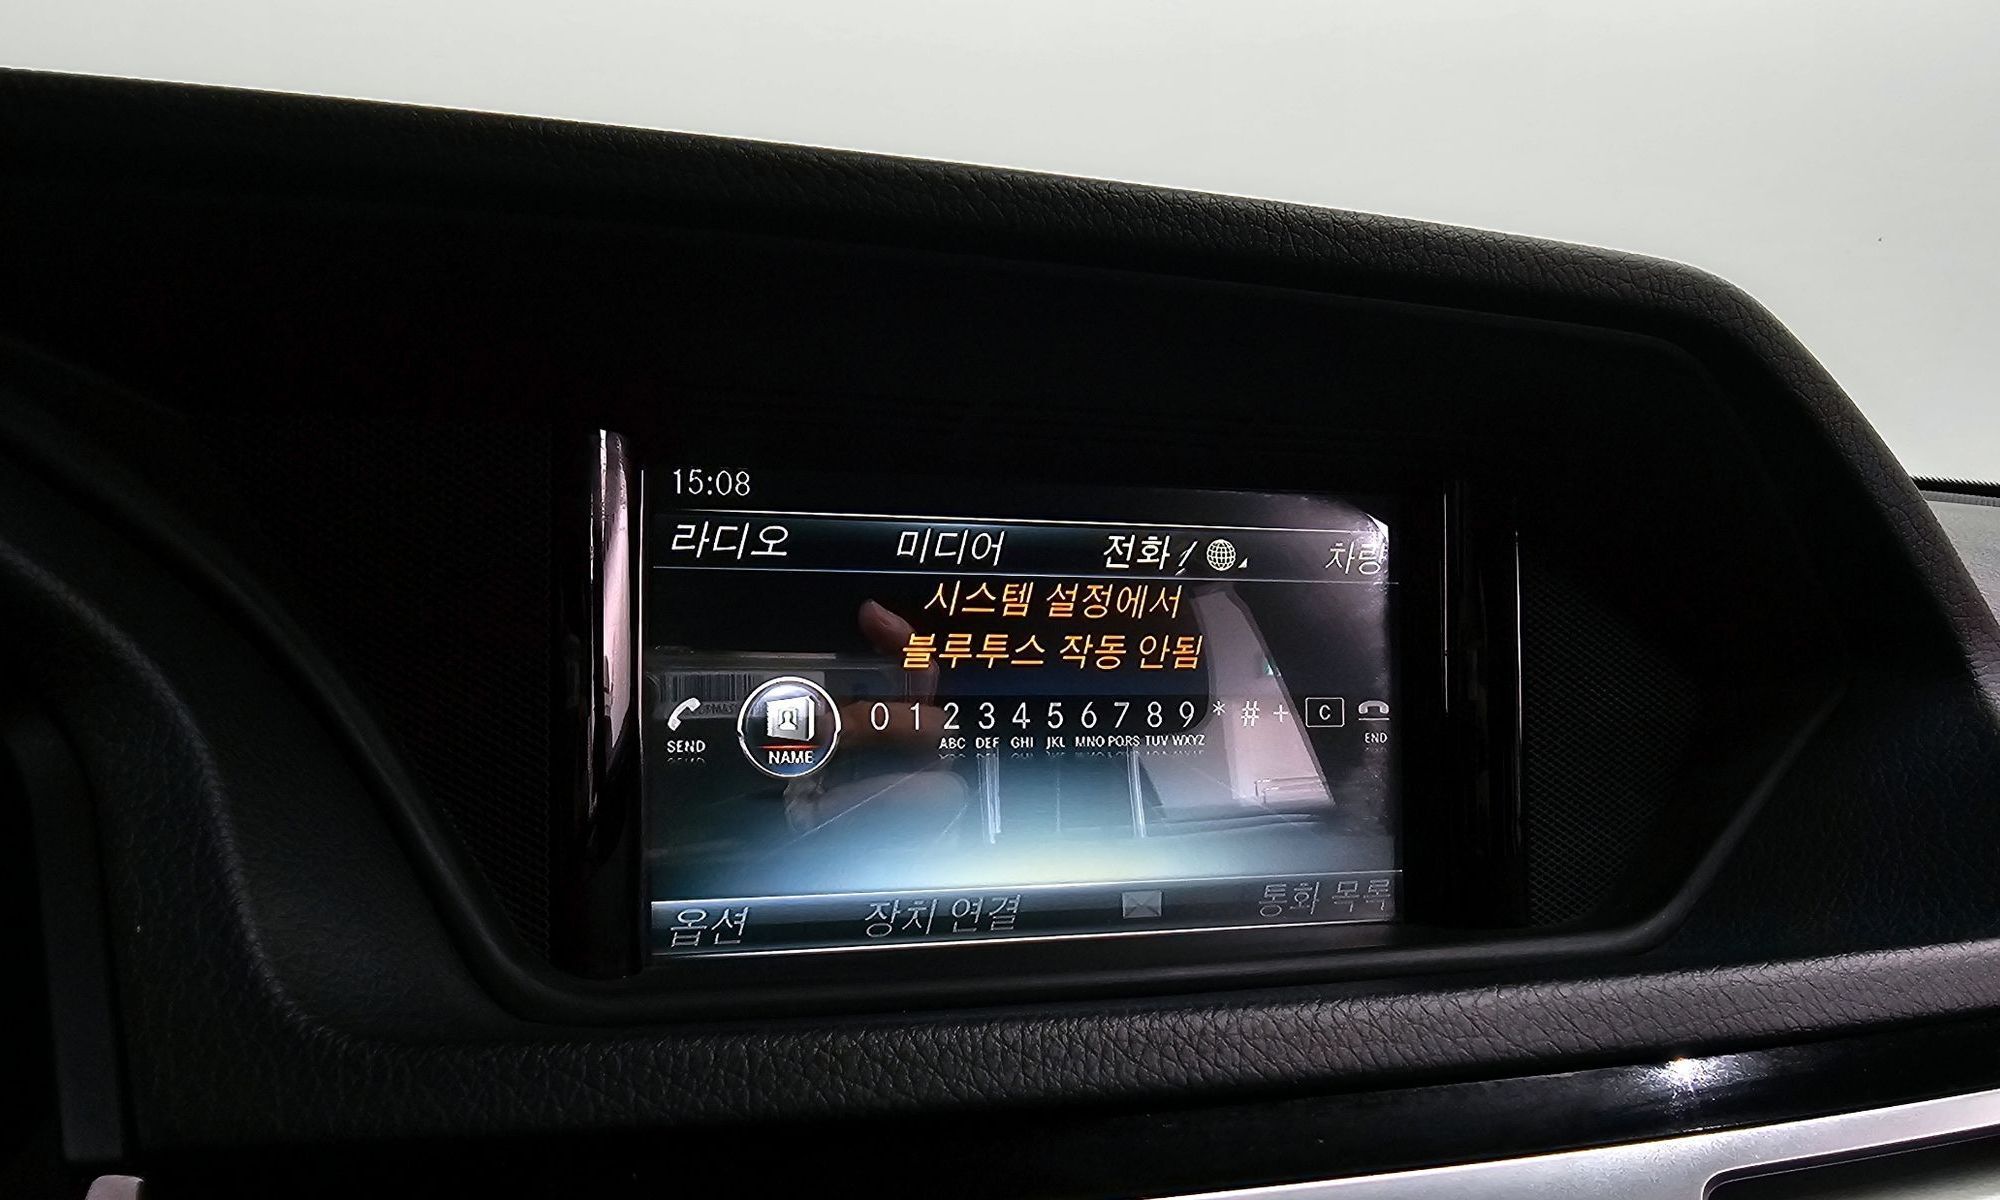 15:08
라디오 미디어 전화 / 차량
시스템 설정에서
블루투스 작동 안됨
0 1 2 3 4 5 6 7 8 9 * # + C
SEND NAME ABC DEF GHI JKL MNO PQRS TUV WXYZ END
옵션 장치 연결 통화 목록